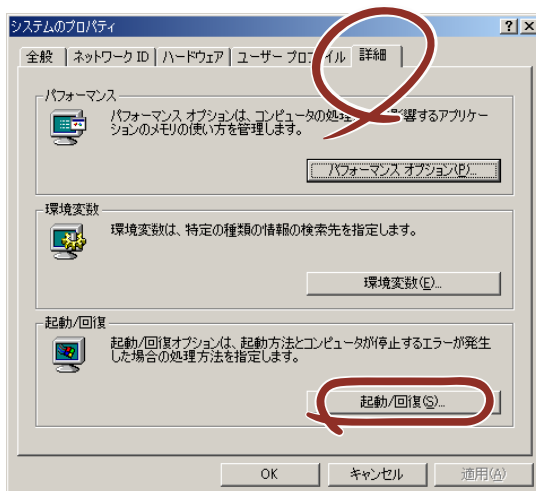 システムのプロパティ
全般 ネットワーク ID ハードウェア ユーザー プロファイル 詳細
パフォーマンス
パフォーマンス オプションは、コンピュータの処理 影響するアプリケー
ションのメモリの使い方を管理します。
パフォーマンス オプション(P)...
環境変数
環境変数は、特定の種類の情報の検索先を指定します。
環境変数(E)...
起動/回復
起動/回復オプションは、起動方法とコンピュータが停止するエラーが発生
した場合の処理方法を指定します。
起動/回復(S)...
OK キャンセル 適用(A)